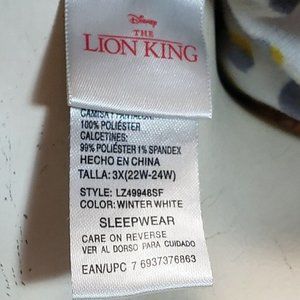 Disney
THE
LION KING
100% POLIÉSTER
CALCETINES:
99% POLIÉSTER 1% SPANDEX
HECHO EN CHINA
TALLA: 3X(22W-24W)
STYLE: LZ49946SF
COLOR: WINTER WHITE
SLEEPWEAR
CARE ON REVERSE
VER AL DORSO PARA CUIDADO
EAN/UPC 7 6937376863